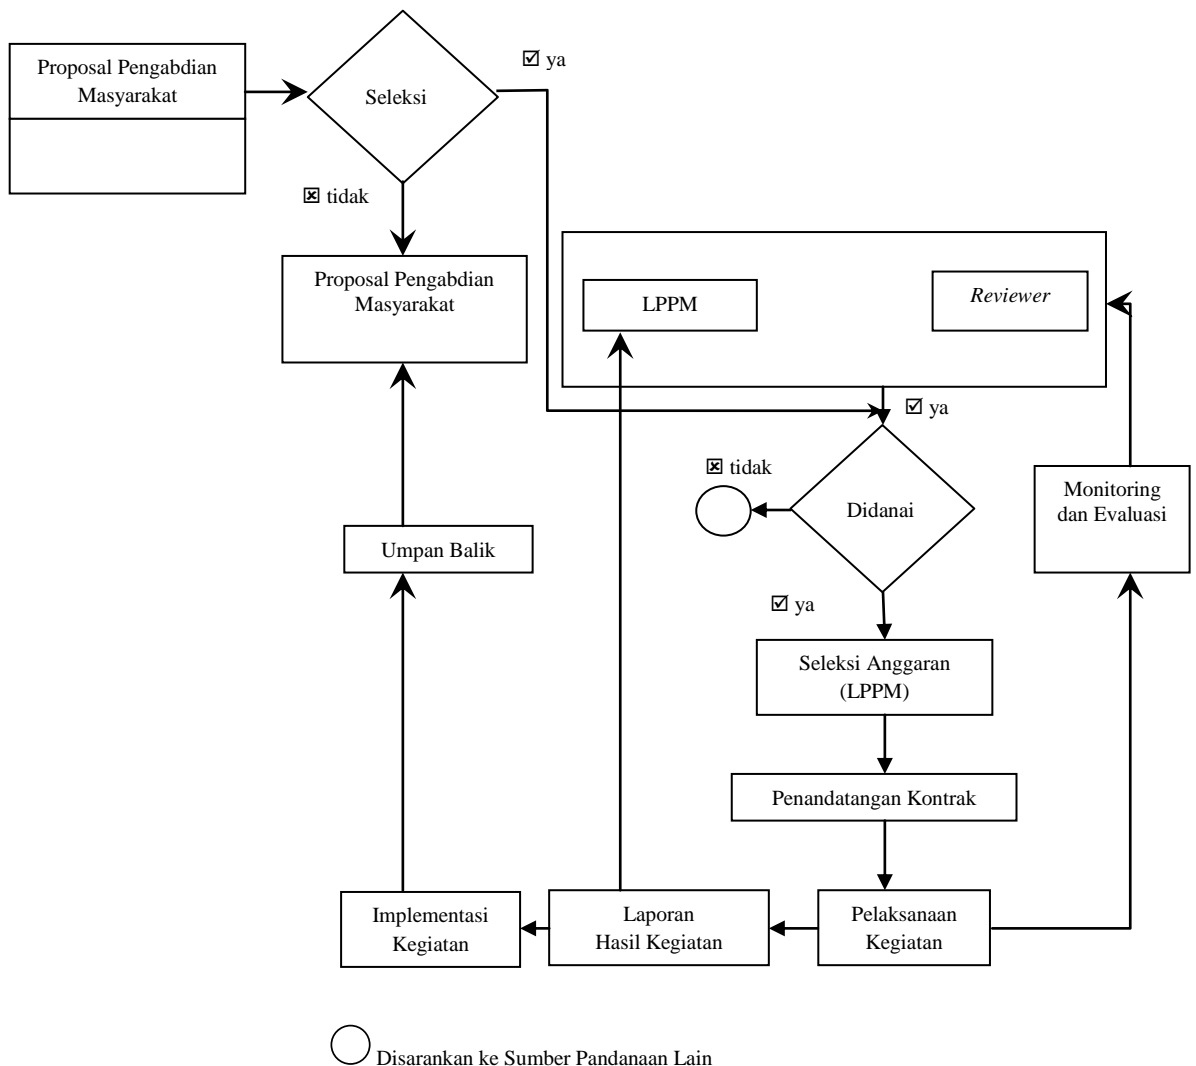 Proposal Pengabdian
Masyarakat
Seleksi
☑ ya
☒ tidak
Proposal Pengabdian
Masyarakat
LPPM
Reviewer
☑ ya
☒ tidak
Didanai
Monitoring
dan Evaluasi
Umpan Balik
☑ ya
Seleksi Anggaran
(LPPM)
Penandatangan Kontrak
Implementasi
Kegiatan
Laporan
Hasil Kegiatan
Pelaksanaan
Kegiatan
Disarankan ke Sumber Pandanaan Lain